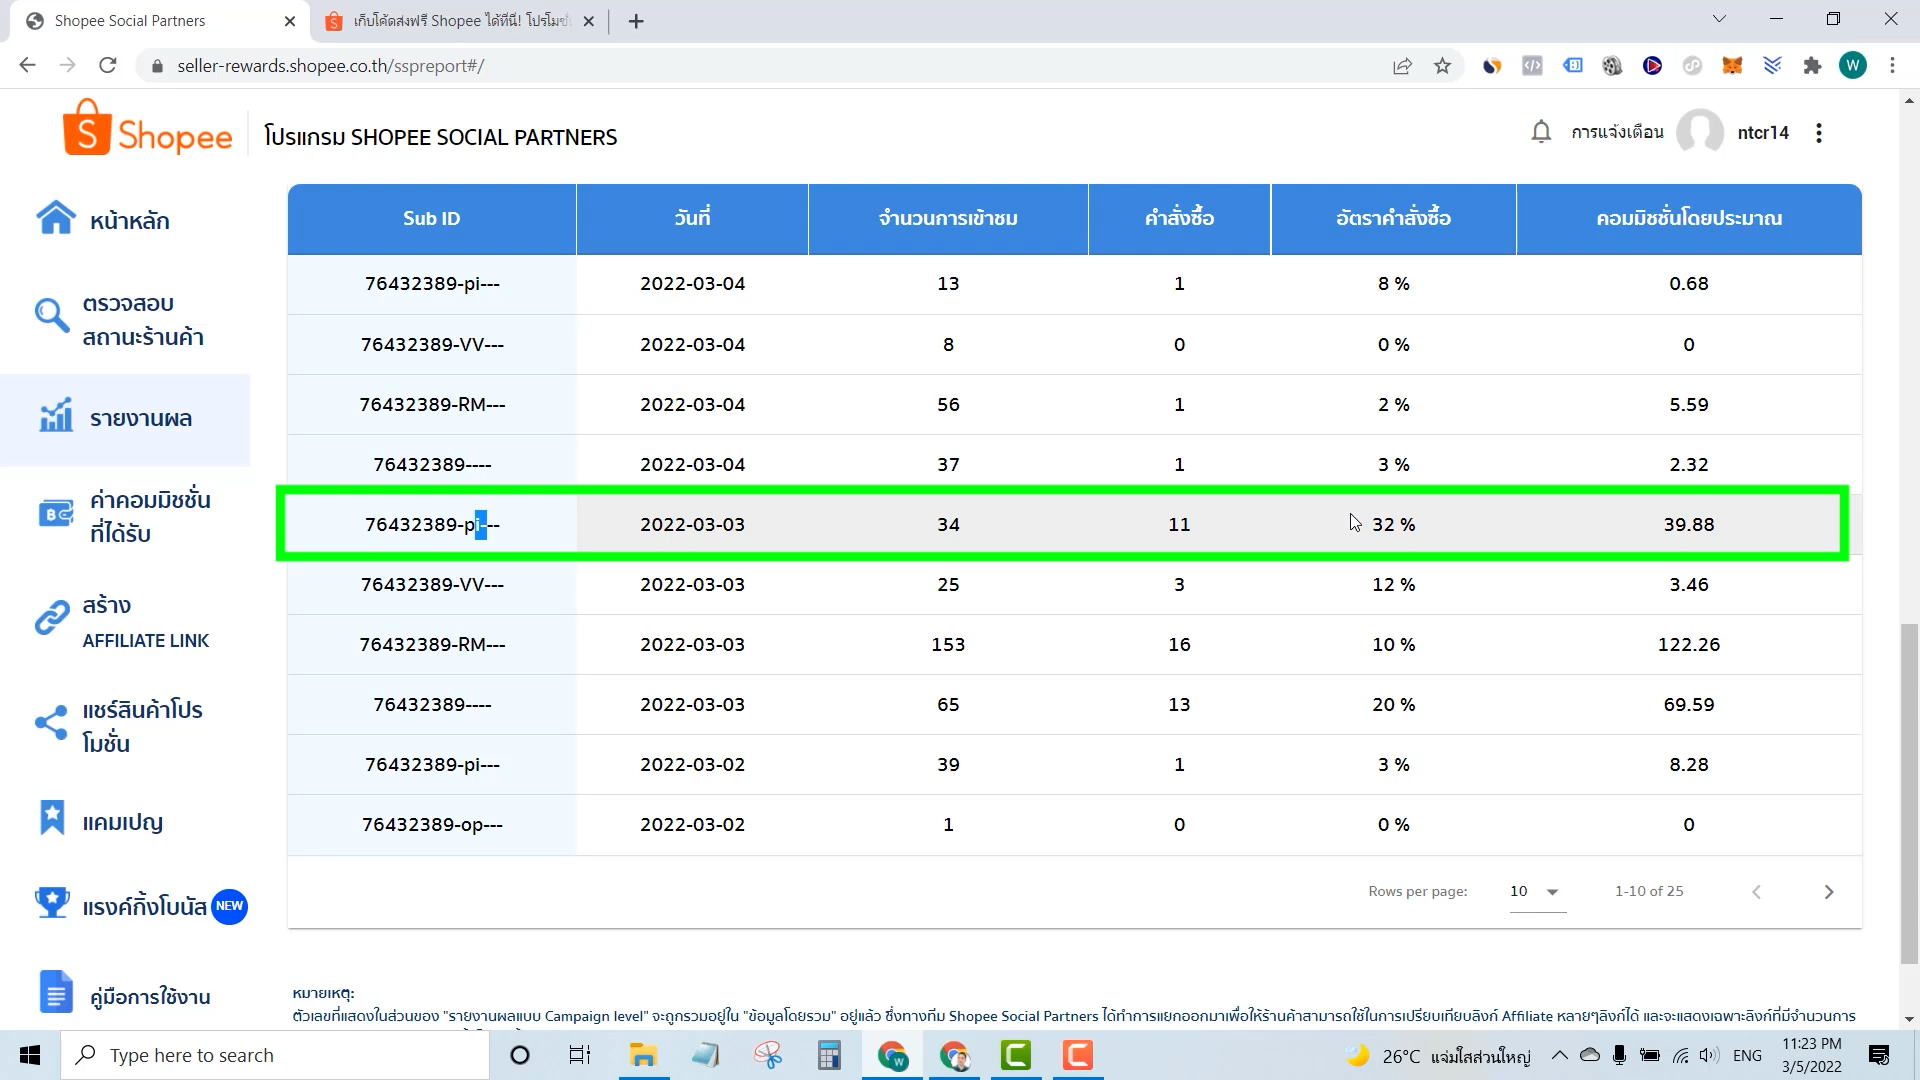 Shopee Social Partners
เก็บโค้ดส่งฟรี Shopee ได้ที่นี่! โปรโมชั่
seller-rewards.shopee.co.th/sspreport#/
W
Shopee
โปรแกรม SHOPEE SOCIAL PARTNERS
การแจ้งเตือน
ntcr14
หน้าหลัก
ตรวจสอบ
สถานะร้านค้า
รายงานผล
ค่าคอมมิชชั่น
ที่ได้รับ
สร้าง
AFFILIATE LINK
แชร์สินค้าโปร
โมชั่น
แคมเปญ
แรงค์กิ้งโบนัส NEW
คู่มือการใช้งาน
Sub ID วันที่ จำนวนการเข้าชม คำสั่งซื้อ อัตราคำสั่งซื้อ คอมมิชชั่นโดยประมาณ
76432389-pi--- 2022-03-04 13 1 8 % 0.68
76432389-VV--- 2022-03-04 8 0 0 % 0
76432389-RM--- 2022-03-04 56 1 2 % 5.59
76432389---- 2022-03-04 37 1 3 % 2.32
76432389-pi--- 2022-03-03 34 11 32 % 39.88
76432389-VV--- 2022-03-03 25 3 12 % 3.46
76432389-RM--- 2022-03-03 153 16 10 % 122.26
76432389---- 2022-03-03 65 13 20 % 69.59
76432389-pi--- 2022-03-02 39 1 3 % 8.28
76432389-op--- 2022-03-02 1 0 0 % 0
Rows per page: 10 1-10 of 25
หมายเหตุ:
ตัวเลขที่แสดงในส่วนของ "รายงานผลแบบ Campaign level" จะถูกรวมอยู่ใน "ข้อมูลโดยรวม" อยู่แล้ว ซึ่งทางทีม Shopee Social Partners ได้ทำการแยกออกมาเพื่อให้ร้านค้าสามารถใช้ในการเปรียบเทียบลิงก์ Affiliate หลายๆลิงก์ได้ และจะแสดงเฉพาะลิงก์ที่มีจำนวนการ
Type here to search
26°C แจ่มใสส่วนใหญ่
ENG
11:23 PM
3/5/2022